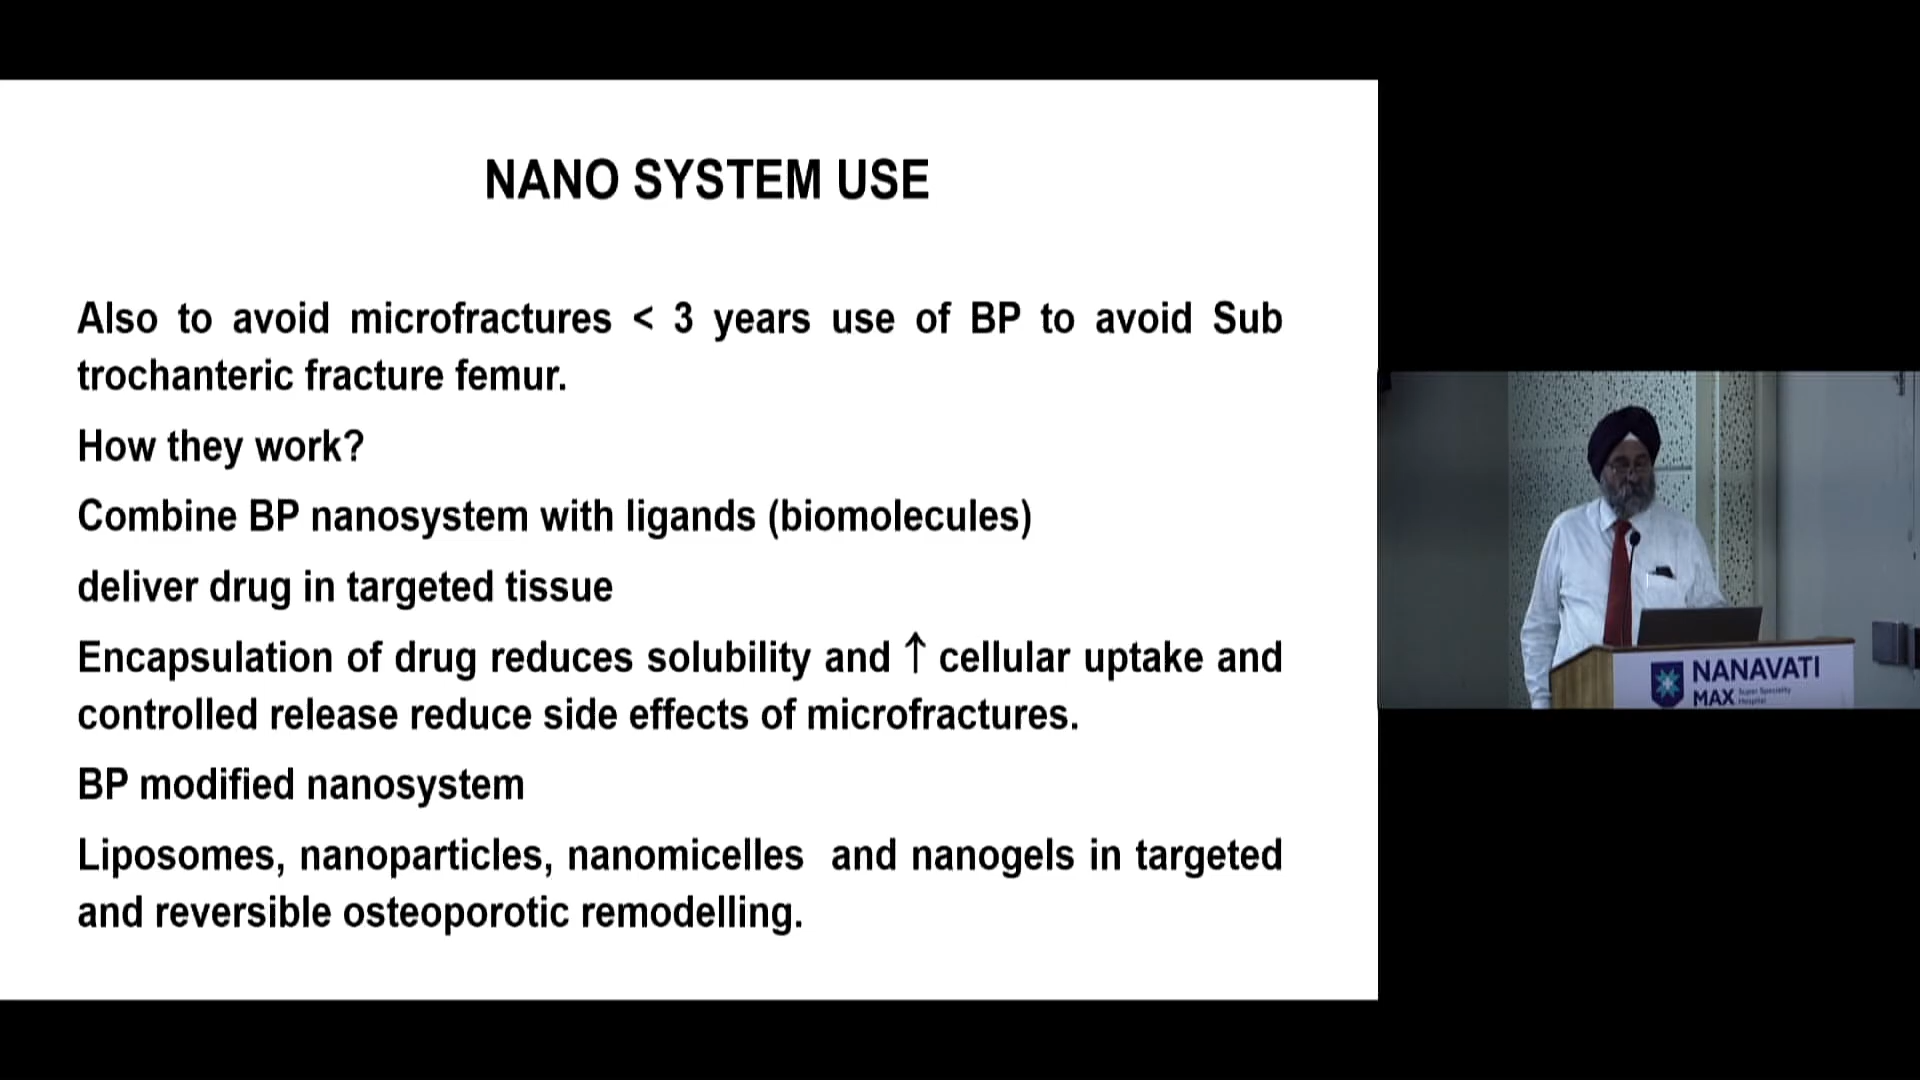 NANO SYSTEM USE
Also to avoid microfractures < 3 years use of BP to avoid Sub
trochanteric fracture femur.
How they work?
Combine BP nanosystem with ligands (biomolecules)
deliver drug in targeted tissue
Encapsulation of drug reduces solubility and ↑ cellular uptake and
controlled release reduce side effects of microfractures.
BP modified nanosystem
Liposomes, nanoparticles, nanomicelles and nanogels in targeted
and reversible osteoporotic remodelling.
NANAVATI
MAX Super Speciality
Hospital